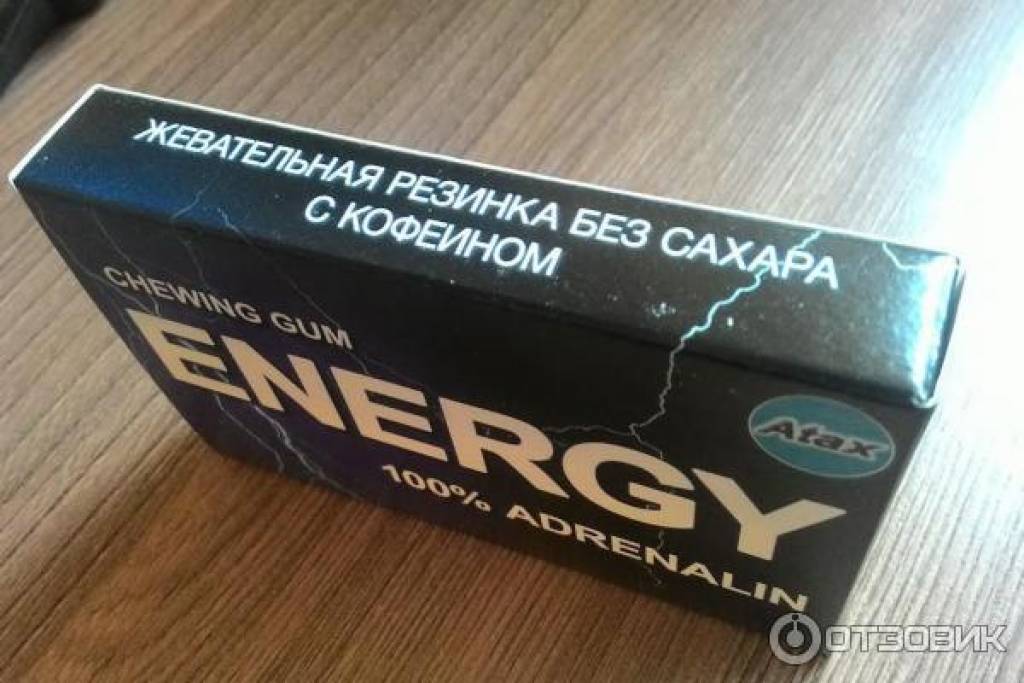 ЖЕВАТЕЛЬНАЯ РЕЗИНКА БЕЗ САХАРА
С КОФЕИНОМ
CHEWING GUM
ENERGY
Atax
100% ADRENALIN
ОТЗОВИК